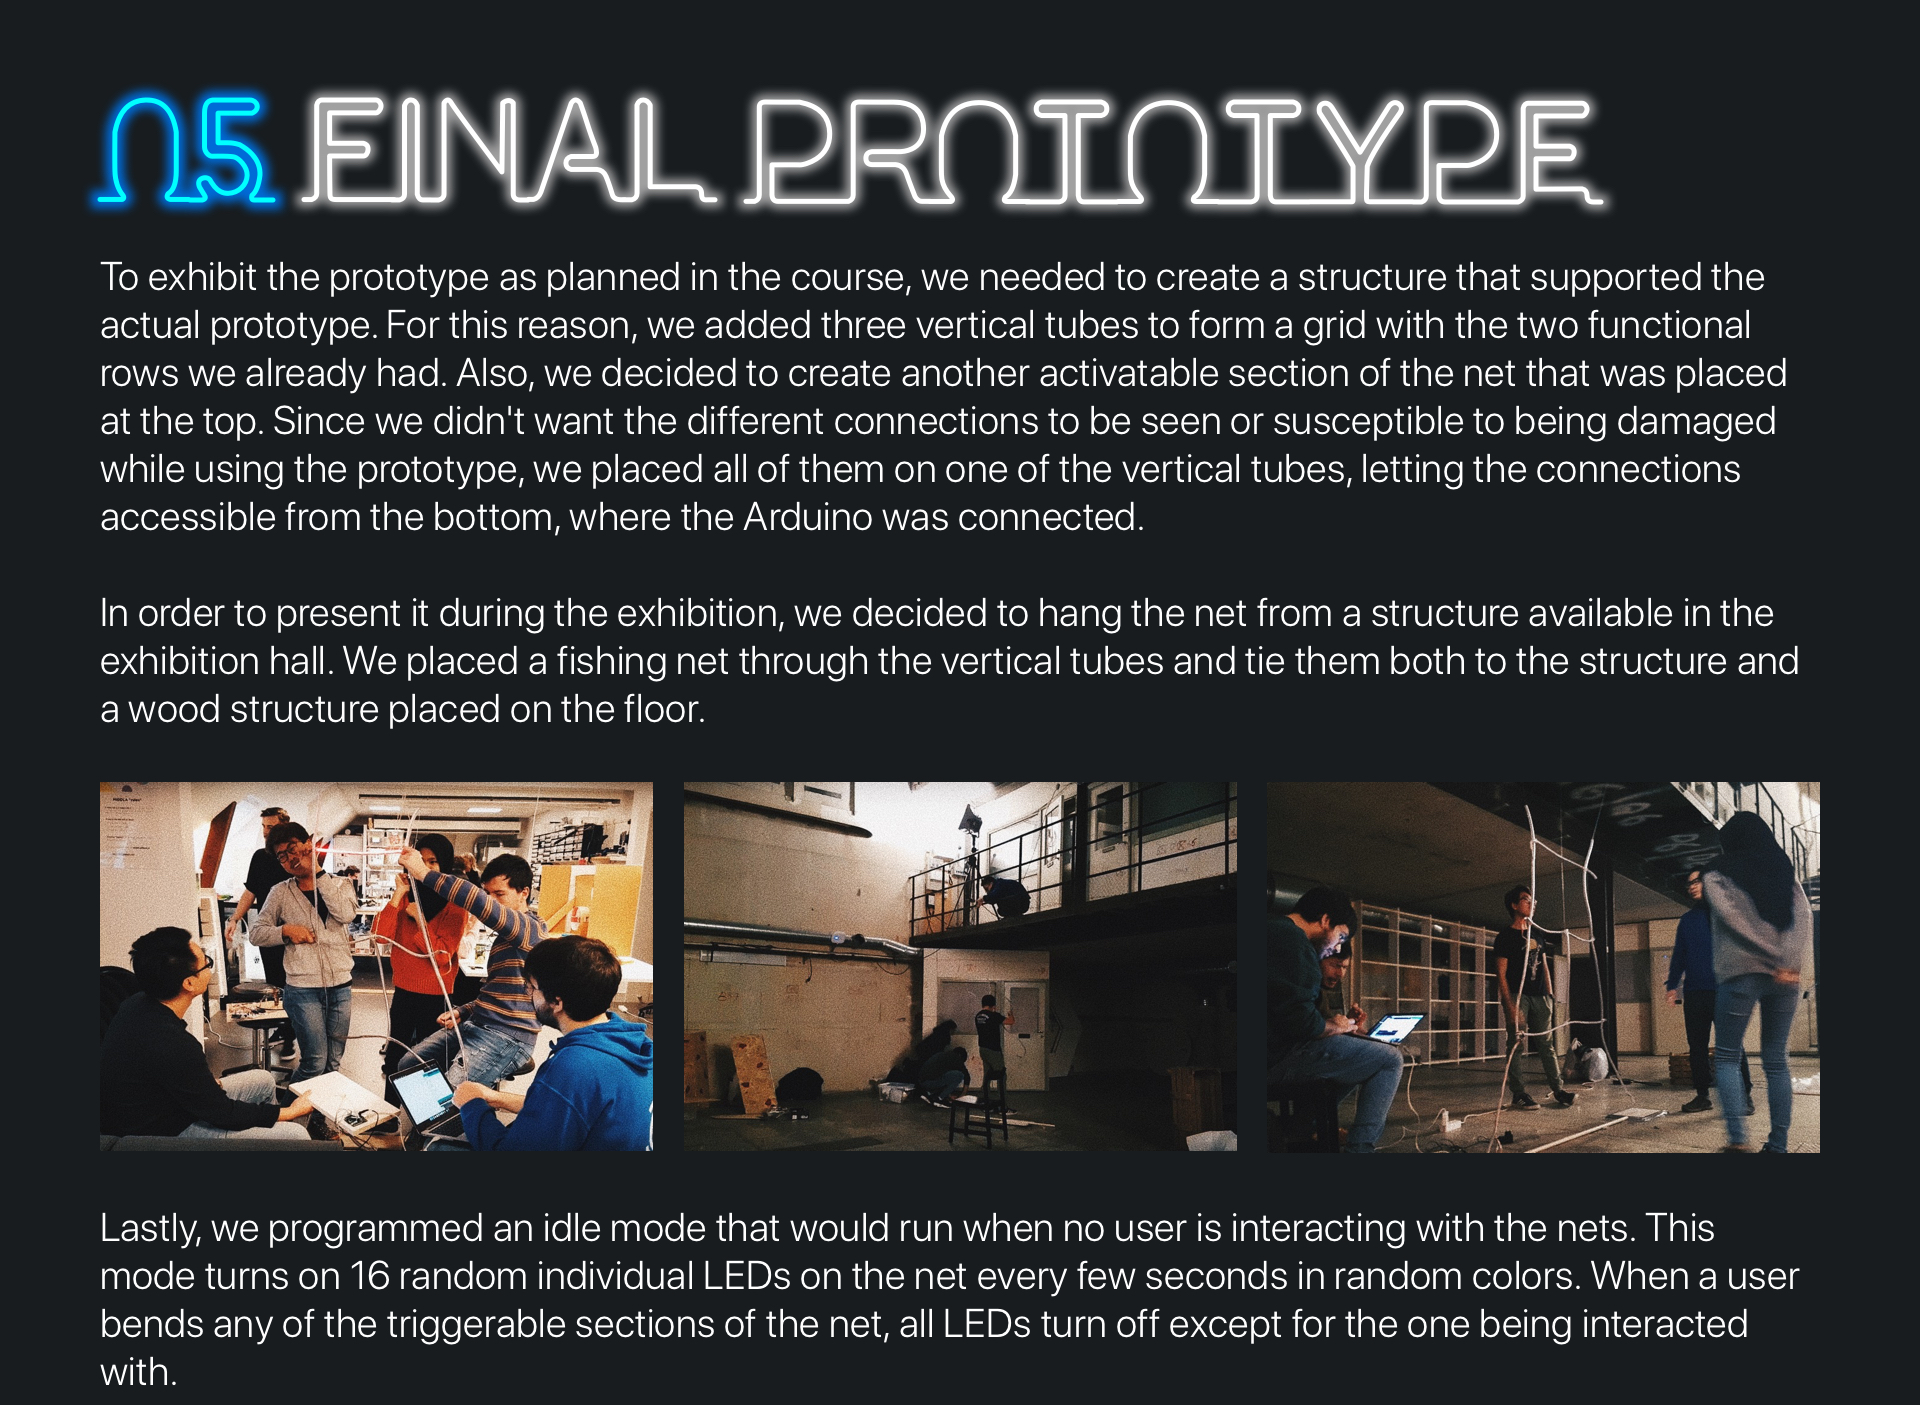 05 FINAL PROTOTYPE
To exhibit the prototype as planned in the course, we needed to create a structure that supported the
actual prototype. For this reason, we added three vertical tubes to form a grid with the two functional
rows we already had. Also, we decided to create another activatable section of the net that was placed
at the top. Since we didn't want the different connections to be seen or susceptible to being damaged
while using the prototype, we placed all of them on one of the vertical tubes, letting the connections
accessible from the bottom, where the Arduino was connected.
In order to present it during the exhibition, we decided to hang the net from a structure available in the
exhibition hall. We placed a fishing net through the vertical tubes and tie them both to the structure and
a wood structure placed on the floor.
Lastly, we programmed an idle mode that would run when no user is interacting with the nets. This
mode turns on 16 random individual LEDs on the net every few seconds in random colors. When a user
bends any of the triggerable sections of the net, all LEDs turn off except for the one being interacted
with.